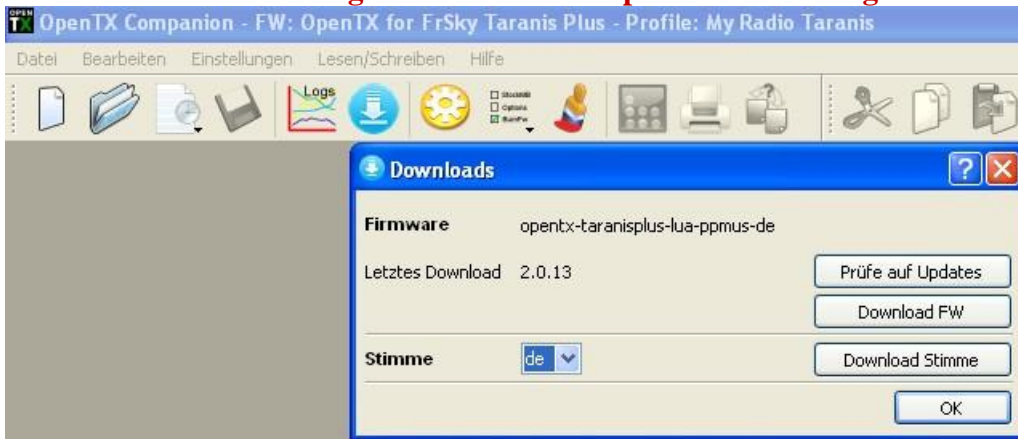 OpenTX Companion - FW: OpenTX for FrSky Taranis Plus - Profile: My Radio Taranis
Datei Bearbeiten Einstellungen Lesen/Schreiben Hilfe
Logs
Downloads
Firmware opentx-taranisplus-lua-ppmus-de
Letztes Download 2.0.13 Prüfe auf Updates
Download FW
Stimme de Download Stimme
OK